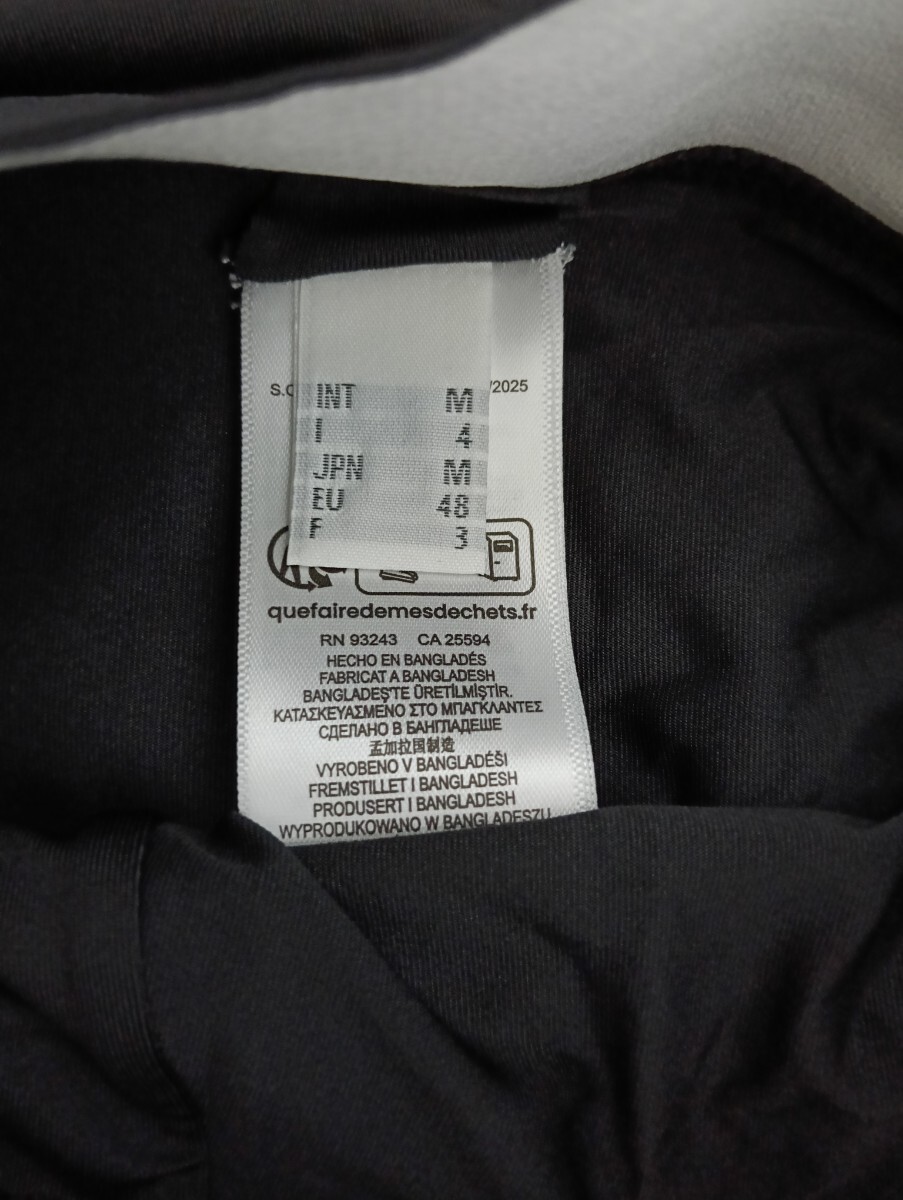 INT M
I 4
JPN M
EU 48
F 3
/2025
quefairedemesdechets.fr
RN 93243 CA 25594
HECHO EN BANGLADÉS
FABRICAT A BANGLADESH
BANGLADEŞ'TE ÜRETİLMİŞTİR.
ΚΑΤΑΣΚΕΥΑΣΜΕΝΟ ΣΤΟ ΜΠΑΓΚΛΑΝΤΕΣ
СДЕЛАНО В БАНГЛАДЕШЕ
孟加拉国制造
VYROBENO V BANGLADÉŠI
FREMSTILLET I BANGLADESH
PRODUSERT I BANGLADESH
WYPRODUKOWANO W BANGLADESZU